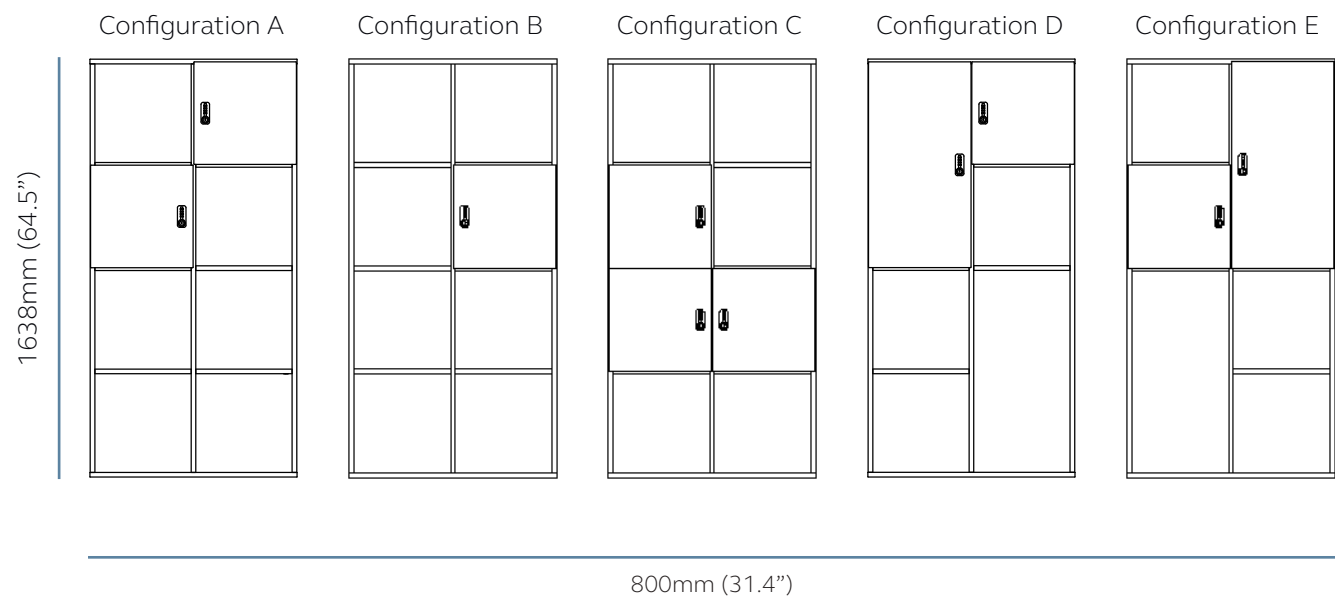 Configuration A
Configuration B
Configuration C
Configuration D
Configuration E
1638mm (64.5”)
800mm (31.4”)